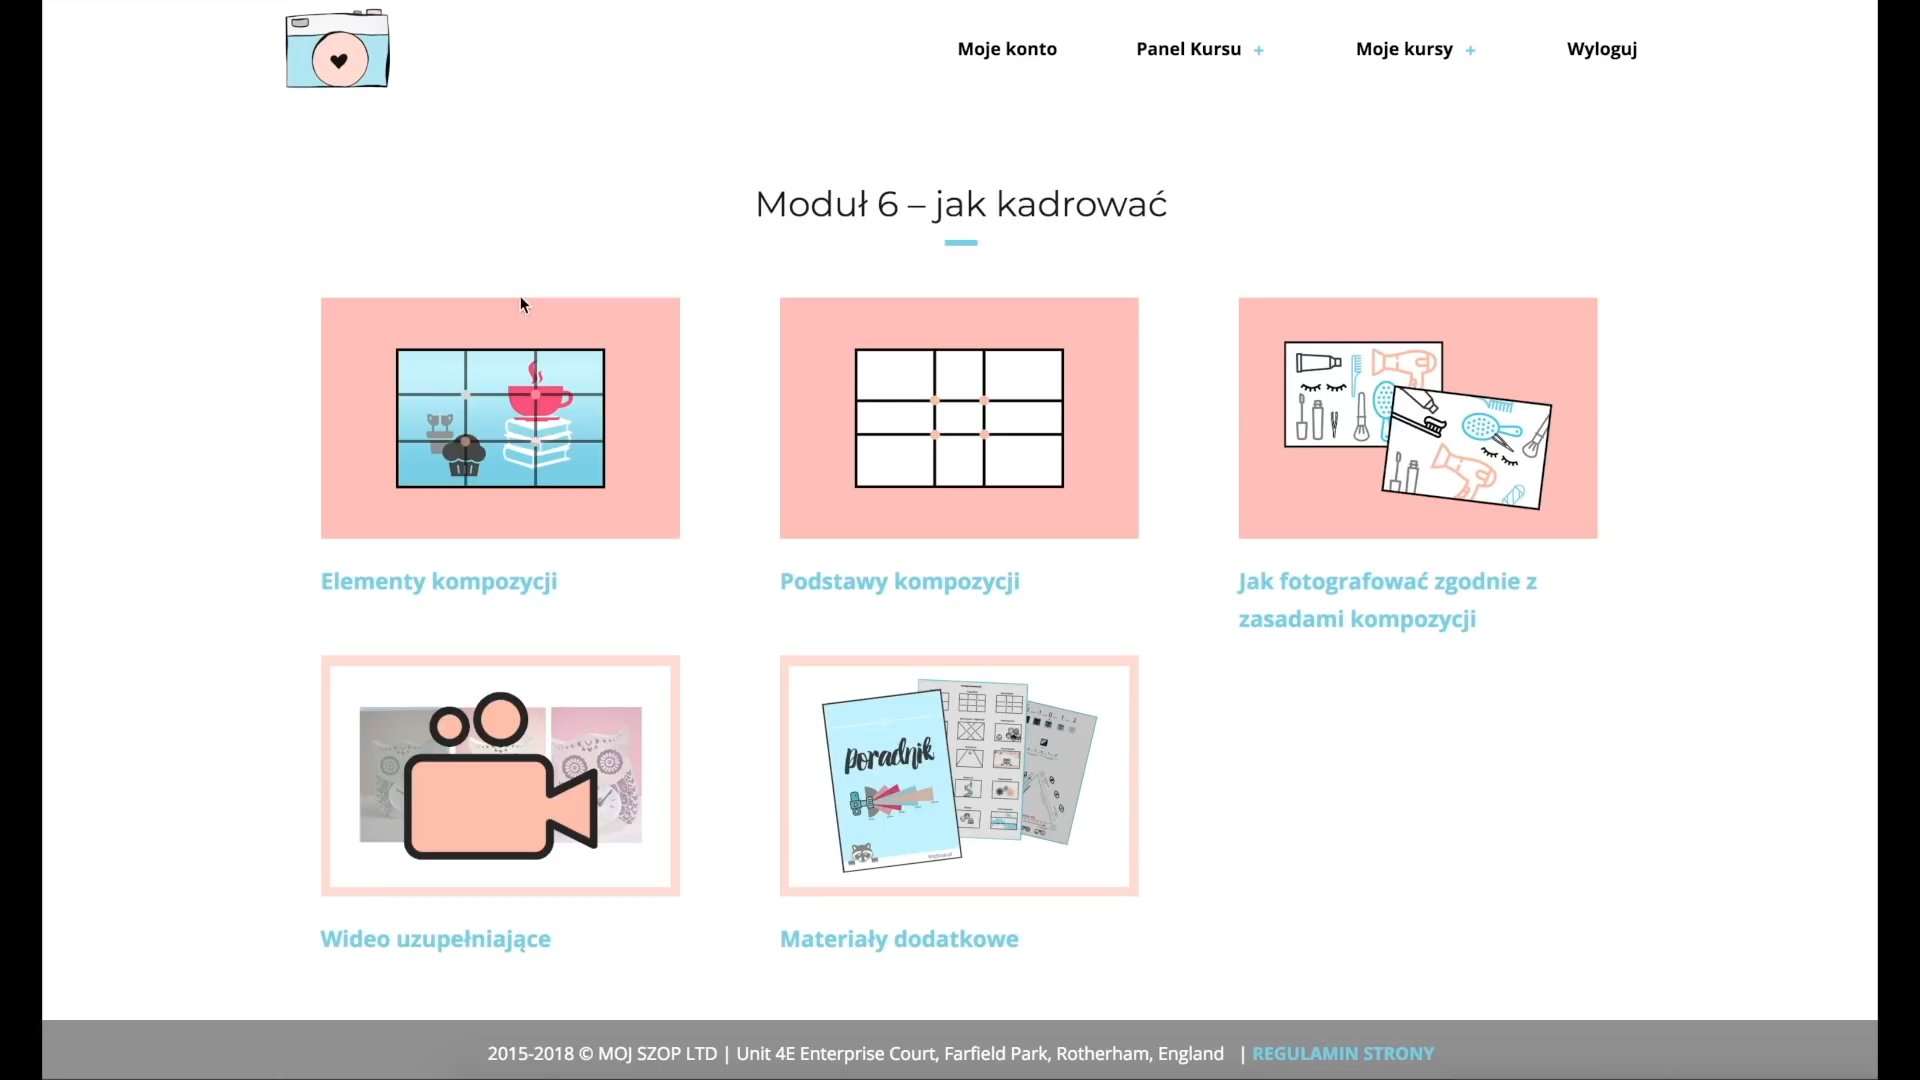 Moje konto Panel Kursu + Moje kursy + Wyloguj
Moduł 6 – jak kadrować
Elementy kompozycji
Podstawy kompozycji
Jak fotografować zgodnie z
zasadami kompozycji
Poradnik
Wideo uzupełniające
Materiały dodatkowe
2015-2018 © MOJ SZOP LTD | Unit 4E Enterprise Court, Farfield Park, Rotherham, England | REGULAMIN STRONY